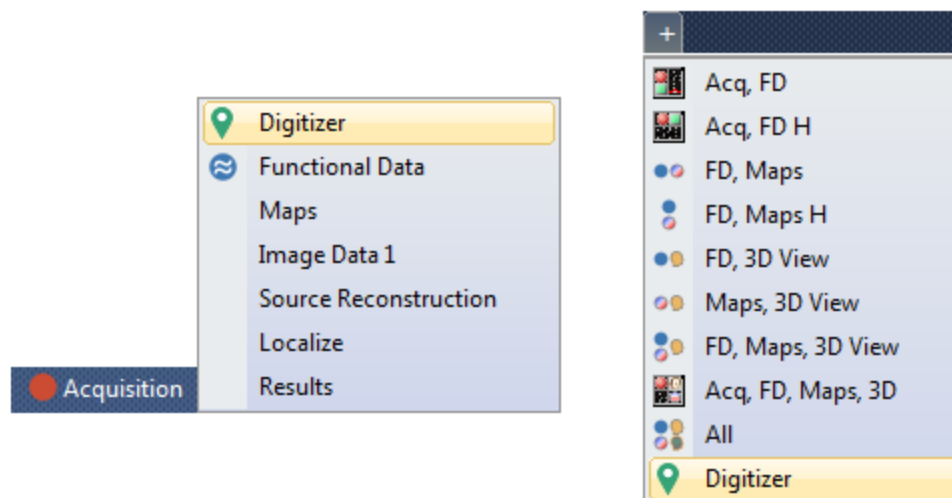 Digitizer
Functional Data
Maps
Image Data 1
Source Reconstruction
Localize
Results
Acquisition
+
Acq, FD
Acq, FD H
FD, Maps
FD, Maps H
FD, 3D View
Maps, 3D View
FD, Maps, 3D View
Acq, FD, Maps, 3D
All
Digitizer